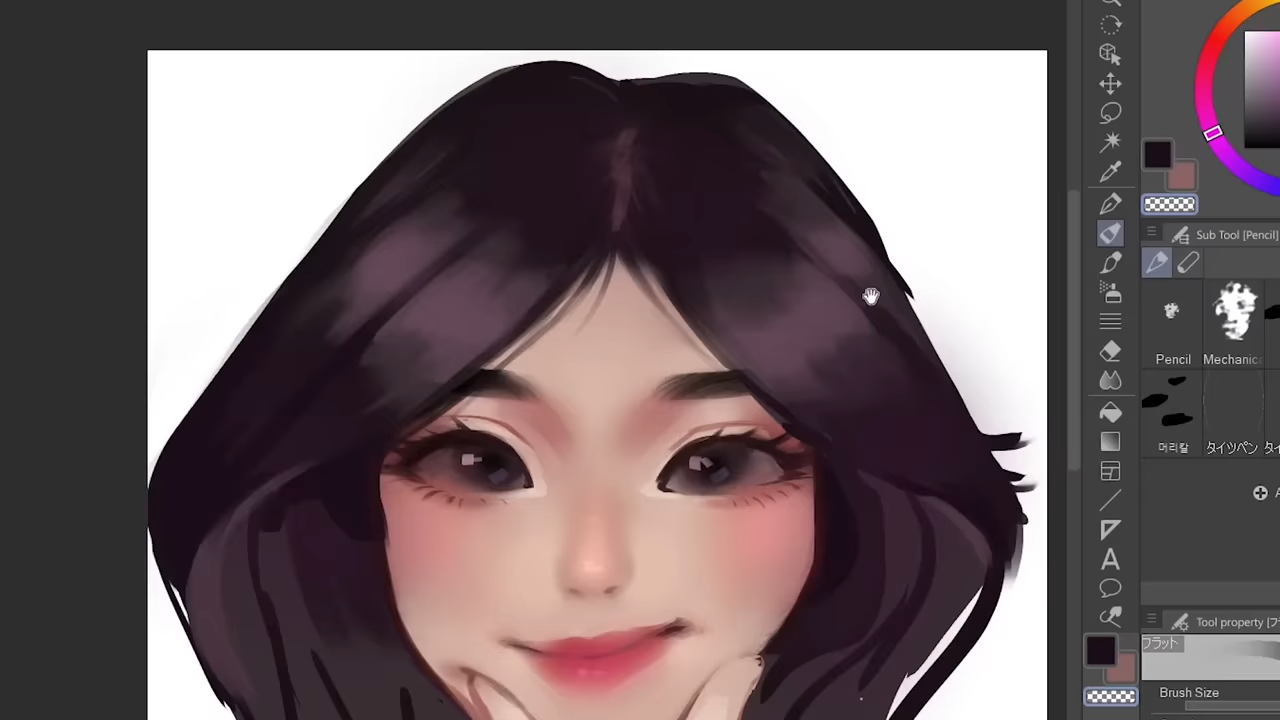 Sub Tool [Pencil]
Pencil
Mechanic
머리칼
タイツペン
タイ
A
Tool property [フ
フラット
Brush Size